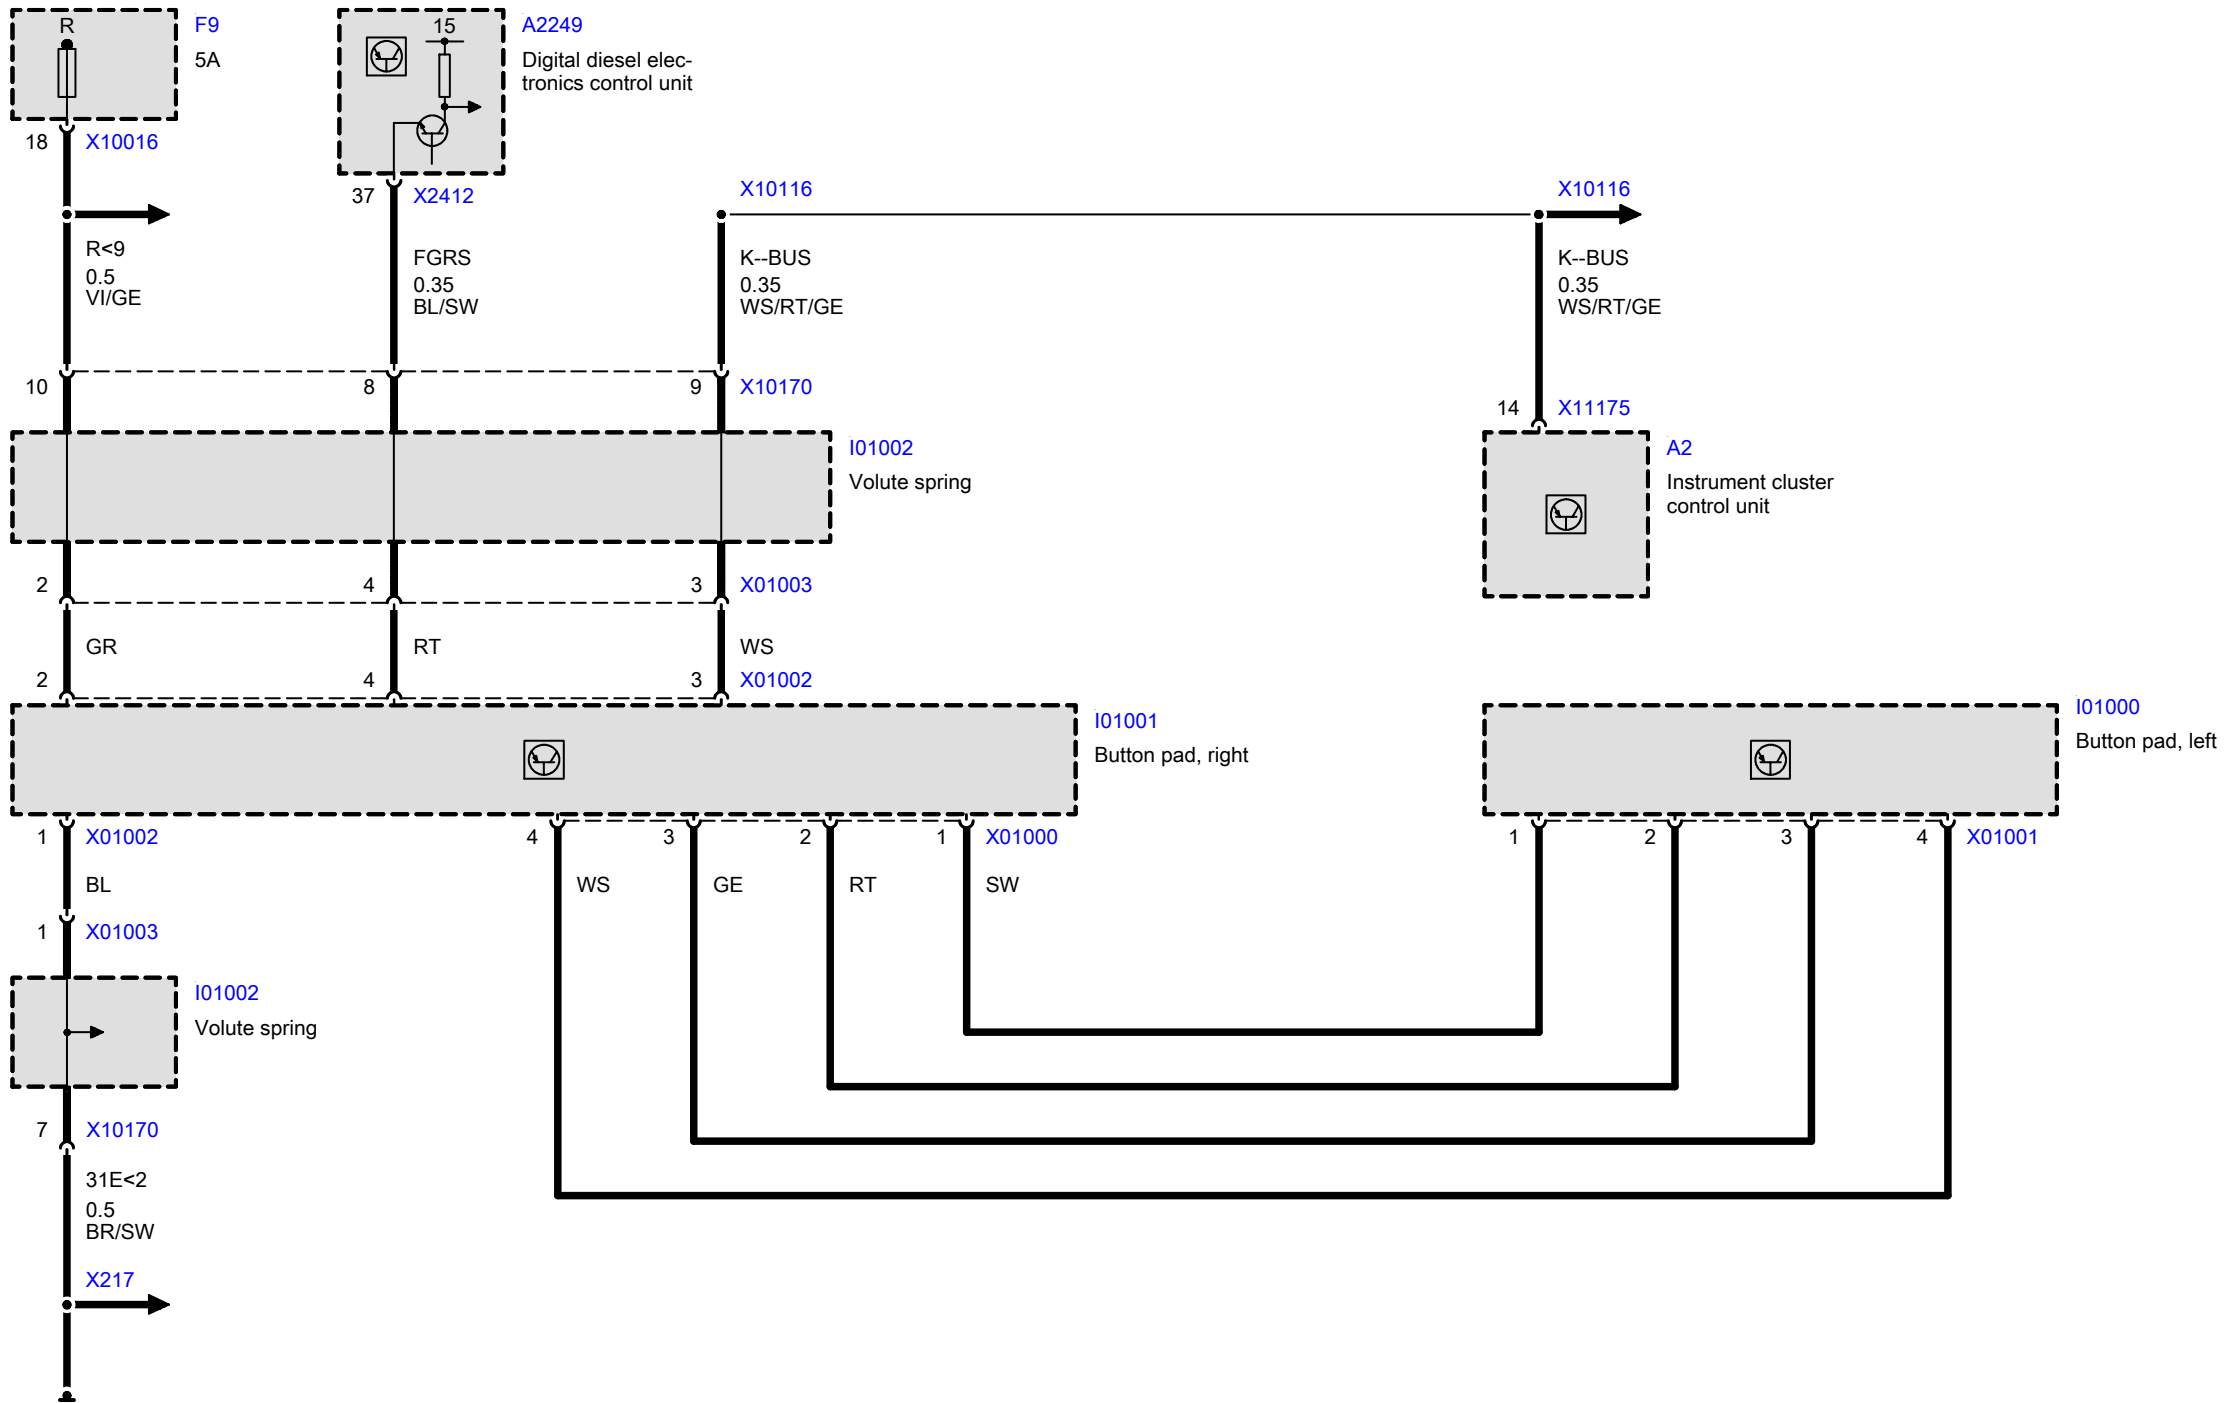 R
F9
5A
15
A2249
Digital diesel elec-
tronics control unit
18
X10016
37
X2412
X10116
X10116
R<9
0.5
VI/GE
FGRS
0.35
BL/SW
K--BUS
0.35
WS/RT/GE
K--BUS
0.35
WS/RT/GE
10
8
9
X10170
14
X11175
I01002
Volute spring
A2
Instrument cluster
control unit
2
4
3
X01003
GR
RT
WS
2
4
3
X01002
I01001
Button pad, right
I01000
Button pad, left
1
X01002
4
3
2
1
X01000
1
2
3
4
X01001
BL
WS
GE
RT
SW
1
X01003
I01002
Volute spring
7
X10170
31E<2
0.5
BR/SW
X217